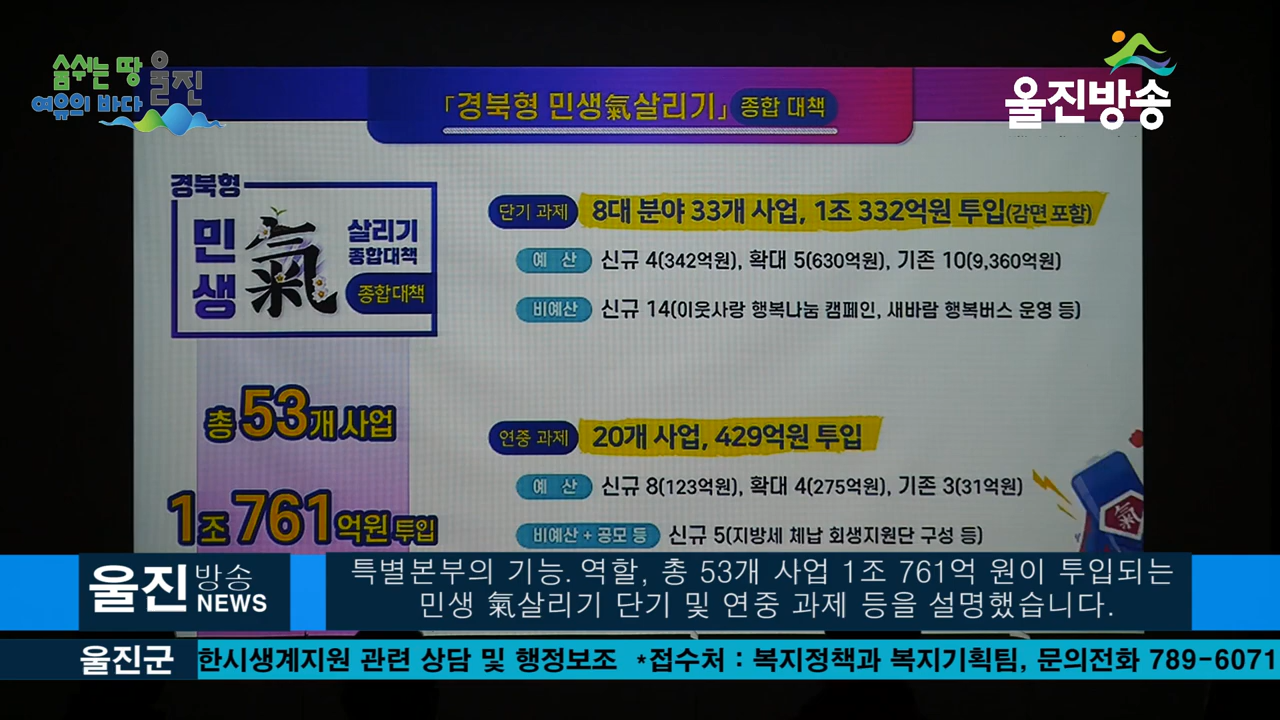 숨쉬는 땅
여유의 바다
울진
울진방송
「경북형 민생氣살리기」 종합 대책
경북형
민생
氣
살리기
종합대책
종합대책
총 53개 사업
1조 761억원 투입
단기 과제 8대 분야 33개 사업, 1조 332억원 투입(감면 포함)
예 산 신규 4(342억원), 확대 5(630억원), 기존 10(9,360억원)
비예산 신규 14(이웃사랑 행복나눔 캠페인, 새바람 행복버스 운영 등)
연중 과제 20개 사업, 429억원 투입
예 산 신규 8(123억원), 확대 4(275억원), 기존 3(31억원)
비예산 + 공모 등 신규 5(지방세 체납 회생지원단 구성 등)
氣
울진 방송 NEWS
특별본부의 기능. 역할, 총 53개 사업 1조 761억 원이 투입되는
민생 氣살리기 단기 및 연중 과제 등을 설명했습니다.
울진군 한시생계지원 관련 상담 및 행정보조 *접수처 : 복지정책과 복지기획팀, 문의전화 789-6071